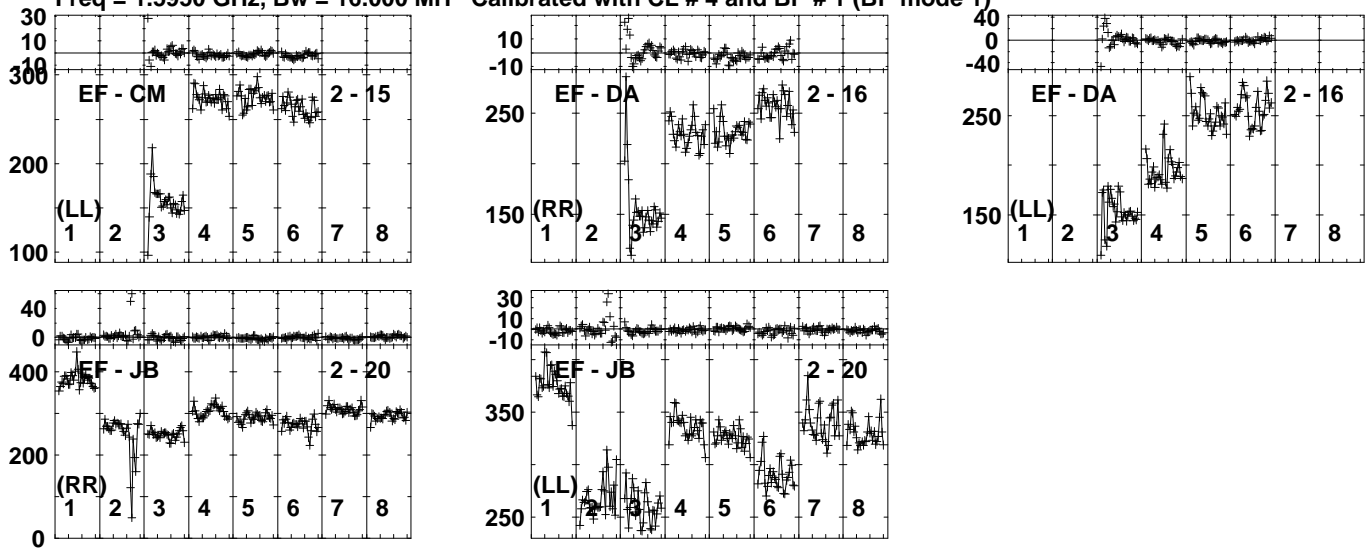 Freq = 1.5950 GHz, Bw = 16.000 MH Calibrated with CL # 4 and BP # 1 (BP mode 1)
30
10
10
300
200
100
EF - CM 2 - 15
(LL)
1 2 3 4 5 6 7 8
10
-10
250
150
EF - DA 2 - 16
(RR)
1 2 3 4 5 6 7 8
40
0
-40
250
150
EF - DA 2 - 16
(LL)
1 2 3 4 5 6 7 8
40
0
400
200
0
EF - JB 2 - 20
(RR)
1 2 3 4 5 6 7 8
30
10
-10
350
250
EF - JB 2 - 20
(LL)
1 2 3 4 5 6 7 8